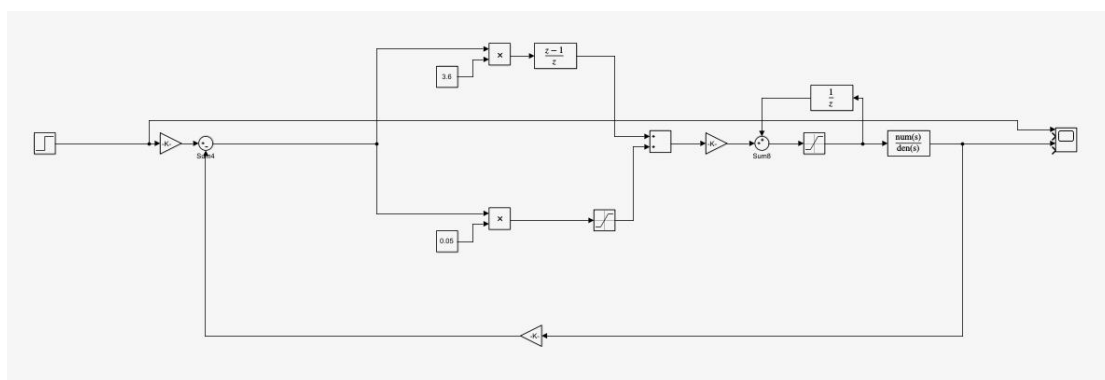 ×
z − 1
z
3.6
1
z
-K-
+
-
Sum4
+
+
-K-
+
+
Sum8
num(s)
den(s)
×
0.05
-K-